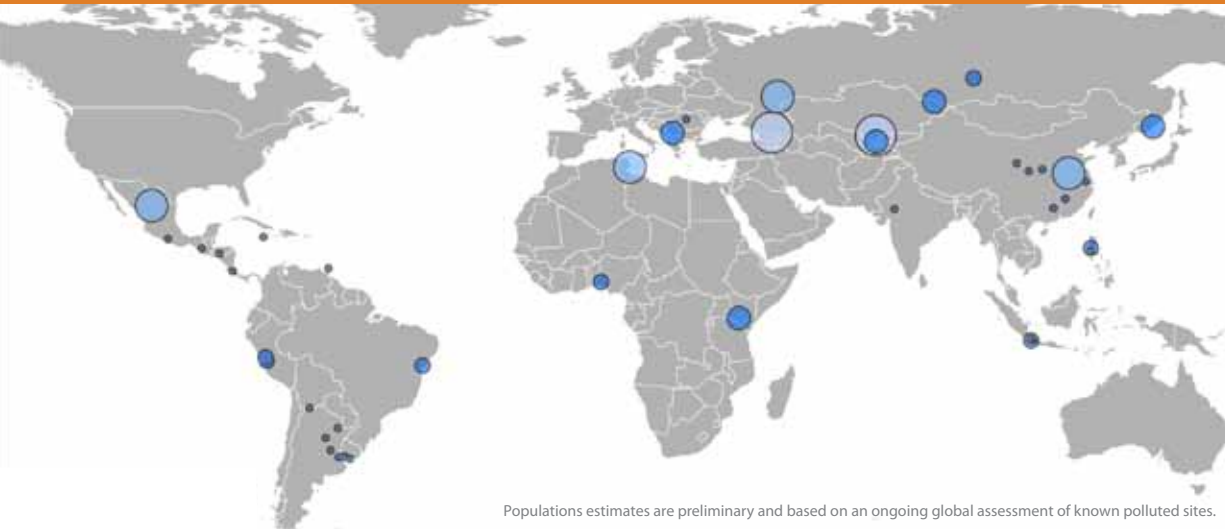 Populations estimates are preliminary and based on an ongoing global assessment of known polluted sites.